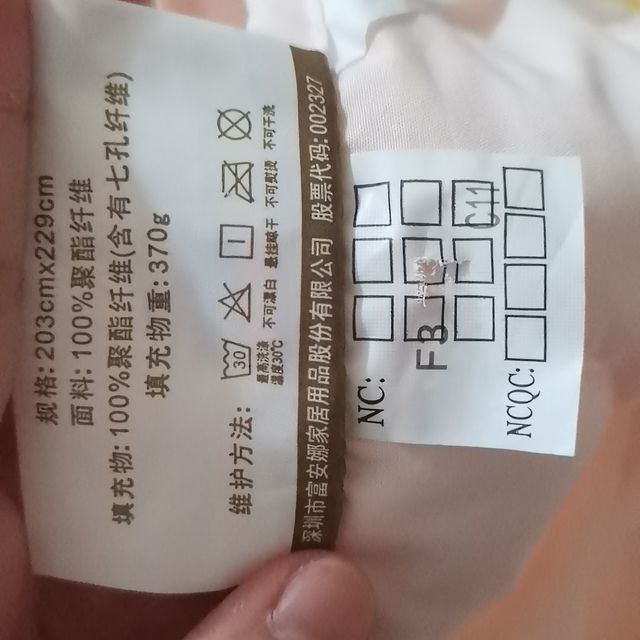 规格:203cmx229cm
面料:100%聚酯纤维
填充物:100%聚酯纤维(含有七孔纤维)
填充物重:370g
维护方法:
30
最高洗涤温度30℃
不可漂白
悬挂晾干
不可熨烫
不可干洗
深圳市富安娜家居用品股份有限公司 股票代码:002327
NC:
F3
C11
NCQC: